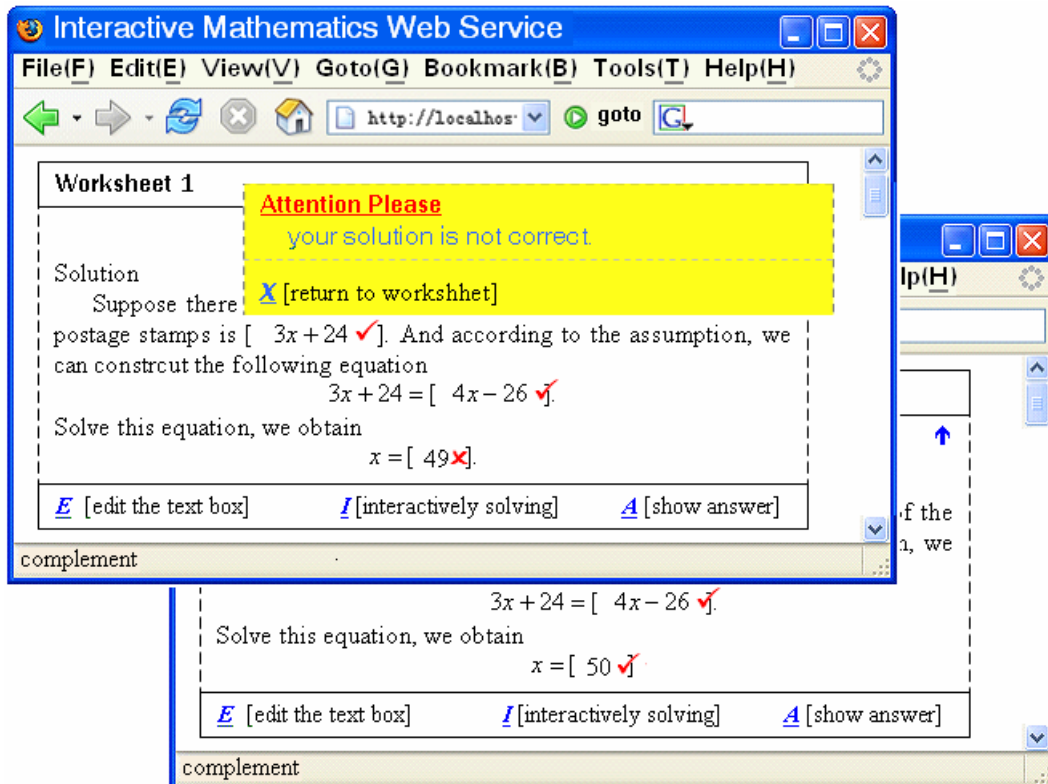 Interactive Mathematics Web Service
File(F) Edit(E) View(V) Goto(G) Bookmark(B) Tools(T) Help(H)
http://localhos goto G
Worksheet 1
Attention Please
your solution is not correct.
X [return to workshhet]
Solution
Suppose there
postage stamps is [ 3x + 24 ✓]. And according to the assumption, we
can constrcut the following equation
3x + 24 = [ 4x − 26 ✓].
Solve this equation, we obtain
x = [ 49✗].
E [edit the text box] I [interactively solving] A [show answer]
complement
lp(H)
of the
n, we
3x + 24 = [ 4x − 26 ✓].
Solve this equation, we obtain
x = [ 50 ✓]
E [edit the text box] I [interactively solving] A [show answer]
complement